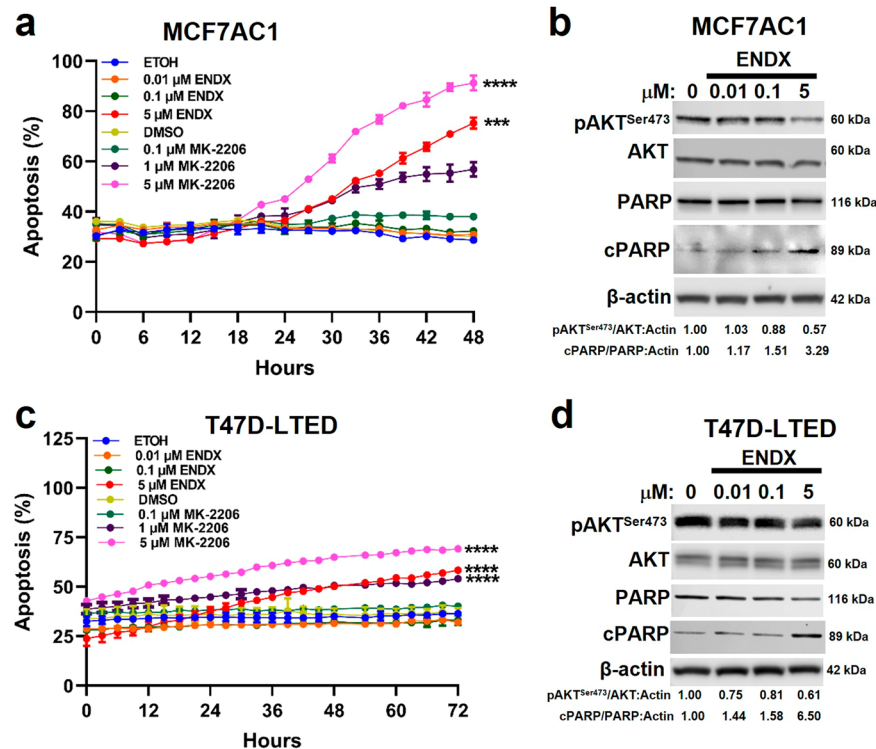 a
MCF7AC1
Apoptosis (%)
100
80
60
40
20
0
ETOH
0.01 µM ENDX
0.1 µM ENDX
5 µM ENDX
DMSO
0.1 µM MK-2206
1 µM MK-2206
5 µM MK-2206
****
***
0 6 12 18 24 30 36 42 48
Hours
b
MCF7AC1
ENDX
µM: 0 0.01 0.1 5
pAKTSer473 60 kDa
AKT 60 kDa
PARP 116 kDa
cPARP 89 kDa
β-actin 42 kDa
pAKTSer473/AKT:Actin 1.00 1.03 0.88 0.57
cPARP/PARP:Actin 1.00 1.17 1.51 3.29
c
T47D-LTED
Apoptosis (%)
125
100
75
50
25
0
ETOH
0.01 µM ENDX
0.1 µM ENDX
5 µM ENDX
DMSO
0.1 µM MK-2206
1 µM MK-2206
5 µM MK-2206
****
****
****
0 12 24 36 48 60 72
Hours
d
T47D-LTED
ENDX
µM: 0 0.01 0.1 5
pAKTSer473 60 kDa
AKT 60 kDa
PARP 116 kDa
cPARP 89 kDa
β-actin 42 kDa
pAKTSer473/AKT:Actin 1.00 0.75 0.81 0.61
cPARP/PARP:Actin 1.00 1.44 1.58 6.50